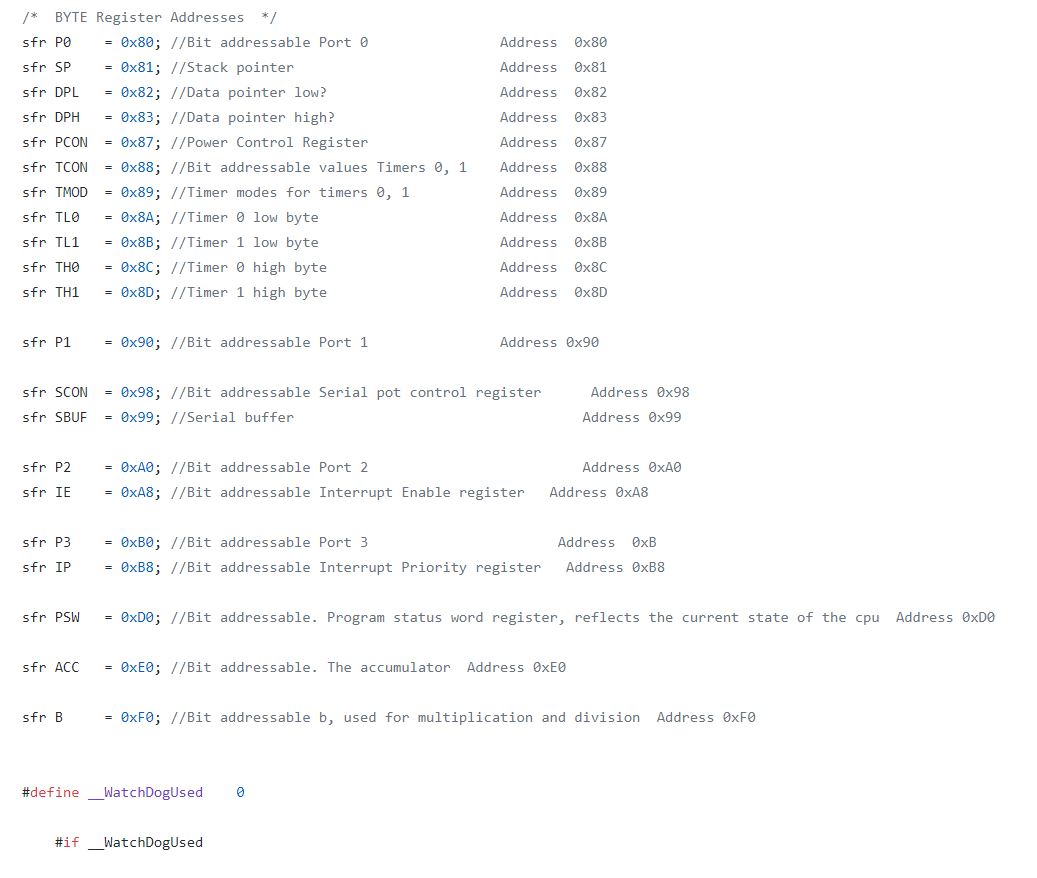 /*  BYTE Register Addresses  */
sfr P0    = 0x80; //Bit addressable Port 0                Address  0x80
sfr SP    = 0x81; //Stack pointer                         Address  0x81
sfr DPL   = 0x82; //Data pointer low?                     Address  0x82
sfr DPH   = 0x83; //Data pointer high?                    Address  0x83
sfr PCON  = 0x87; //Power Control Register                Address  0x87
sfr TCON  = 0x88; //Bit addressable values Timers 0, 1    Address  0x88
sfr TMOD  = 0x89; //Timer modes for timers 0, 1           Address  0x89
sfr TL0   = 0x8A; //Timer 0 low byte                      Address  0x8A
sfr TL1   = 0x8B; //Timer 1 low byte                      Address  0x8B
sfr TH0   = 0x8C; //Timer 0 high byte                     Address  0x8C
sfr TH1   = 0x8D; //Timer 1 high byte                     Address  0x8D
sfr P1    = 0x90; //Bit addressable Port 1                Address 0x90
sfr SCON  = 0x98; //Bit addressable Serial pot control register      Address 0x98
sfr SBUF  = 0x99; //Serial buffer                                   Address 0x99
sfr P2    = 0xA0; //Bit addressable Port 2                          Address 0xA0
sfr IE    = 0xA8; //Bit addressable Interrupt Enable register   Address 0xA8
sfr P3    = 0xB0; //Bit addressable Port 3                       Address  0xB
sfr IP    = 0xB8; //Bit addressable Interrupt Priority register   Address 0xB8
sfr PSW   = 0xD0; //Bit addressable. Program status word register, reflects the current state of the cpu  Address 0xD0
sfr ACC   = 0xE0; //Bit addressable. The accumulator  Address 0xE0
sfr B     = 0xF0; //Bit addressable b, used for multiplication and division  Address 0xF0
#define __WatchDogUsed    0
#if __WatchDogUsed